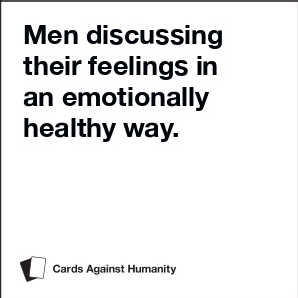 Men discussing
their feelings in
an emotionally
healthy way.
Cards Against Humanity